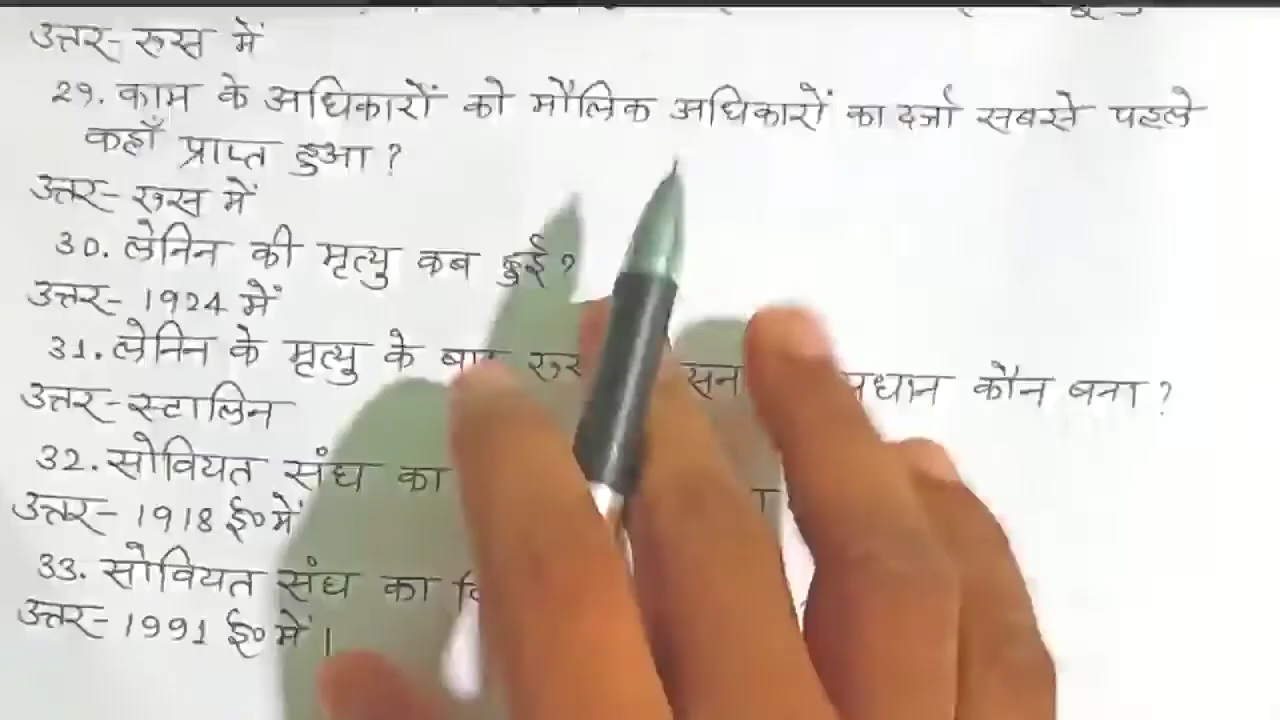 उत्तर- रूस में
29. काम के अधिकारों को मौलिक अधिकारों का दर्जा सबसे पहले
कहाँ प्राप्त हुआ ?
उत्तर- रूस में
30. लेनिन की मृत्यु कब हुई ?
उत्तर- 1924 में
31. लेनिन के मृत्यु के बाद कौन बना ?
उत्तर- स्टालिन
32. सोवियत संघ का
उत्तर- 1918 ई० में
33. सोवियत संघ का
उत्तर- 1991 ई० में ।